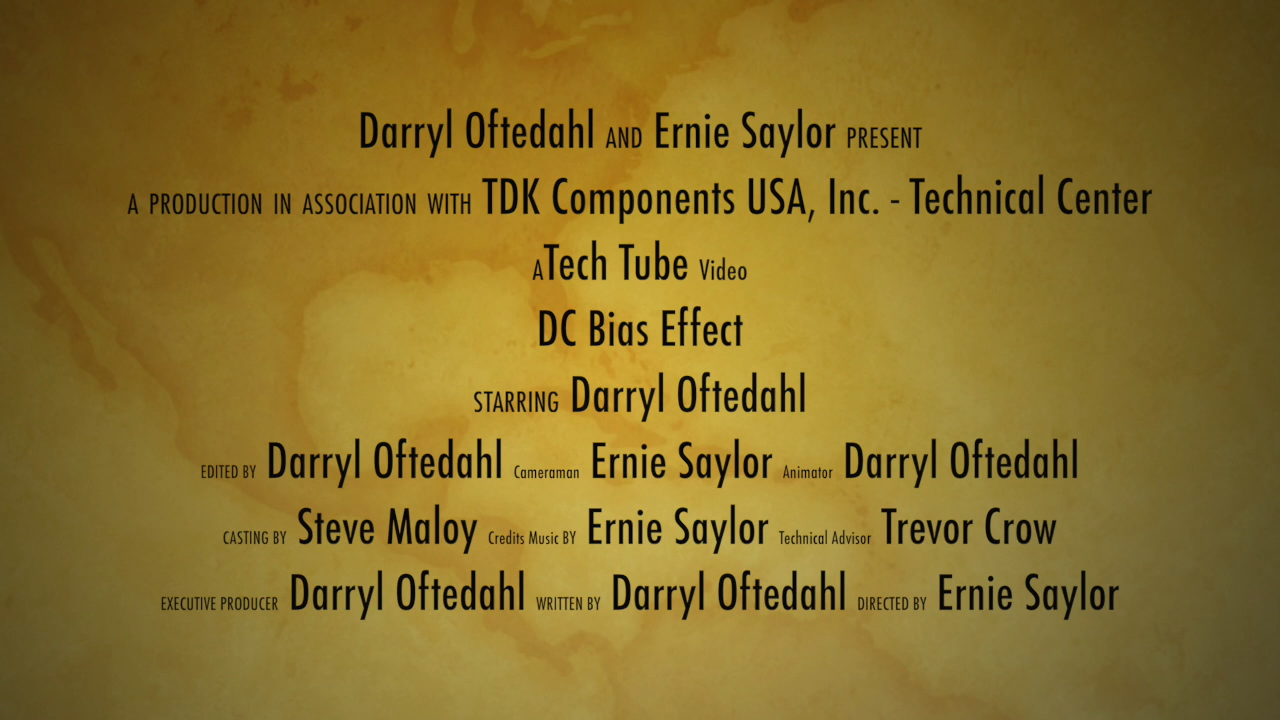 Darryl Oftedahl AND Ernie Saylor PRESENT
A PRODUCTION IN ASSOCIATION WITH TDK Components USA, Inc. - Technical Center
A Tech Tube Video
DC Bias Effect
STARRING Darryl Oftedahl
EDITED BY Darryl Oftedahl Cameraman Ernie Saylor Animator Darryl Oftedahl
CASTING BY Steve Maloy Credits Music BY Ernie Saylor Technical Advisor Trevor Crow
EXECUTIVE PRODUCER Darryl Oftedahl WRITTEN BY Darryl Oftedahl DIRECTED BY Ernie Saylor